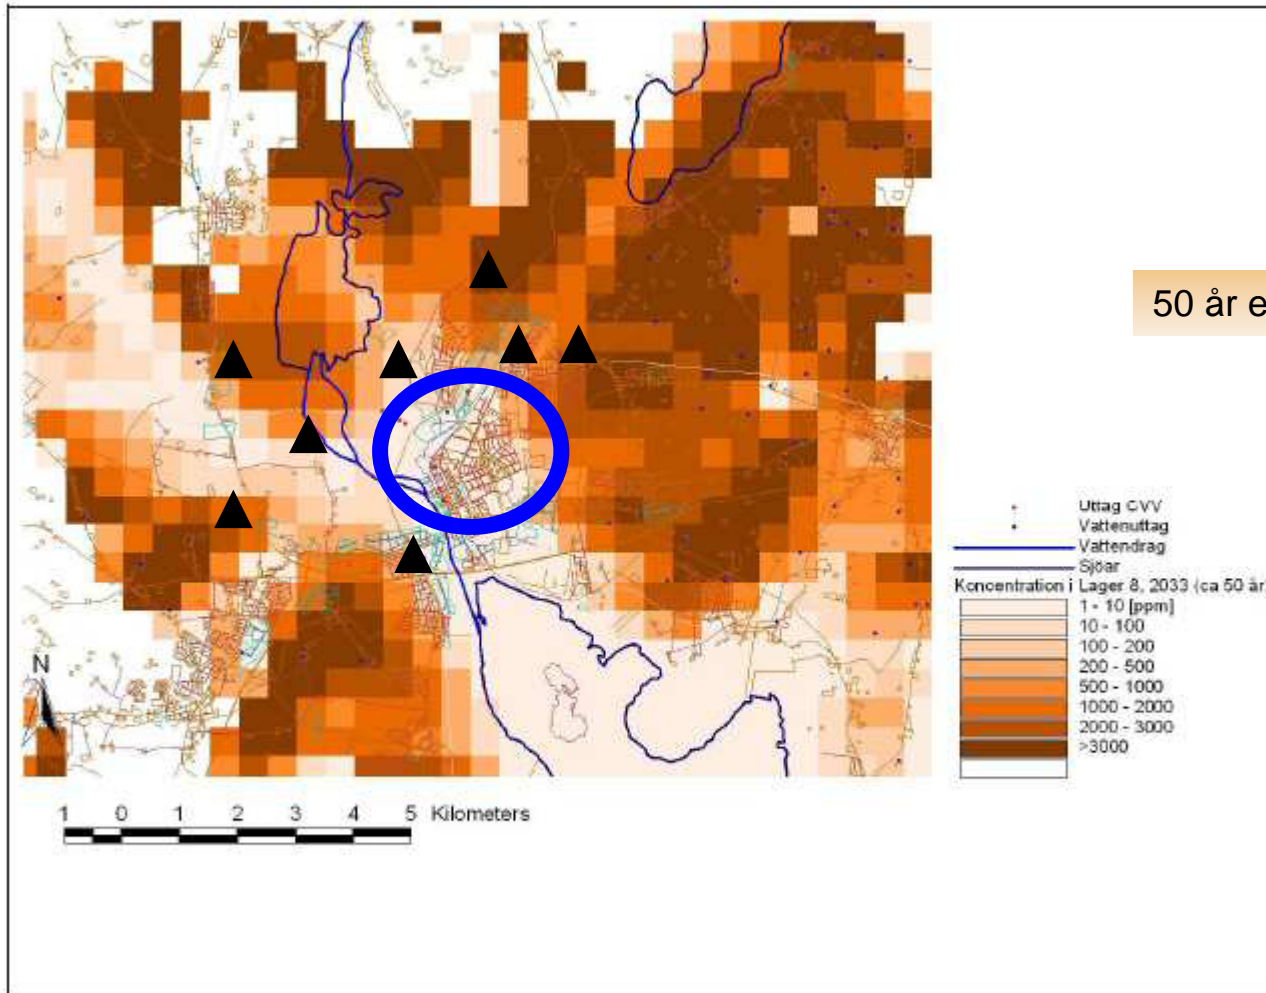 50 år e
Uttag GVV
Vattenuttag
Vattendrag
Sjöar
Koncentration i Lager 8, 2033 (ca 50 år
1 - 10 [ppm]
10 - 100
100 - 200
200 - 500
500 - 1000
1000 - 2000
2000 - 3000
>3000
N
1 0 1 2 3 4 5 Kilometers